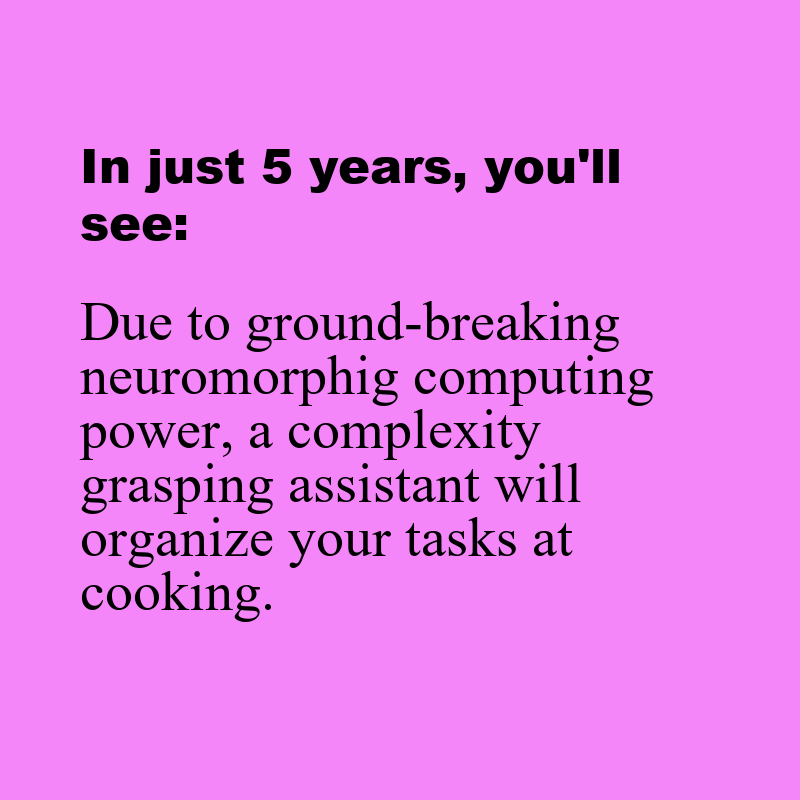 In just 5 years, you'll
see:
Due to ground-breaking
neuromorphig computing
power, a complexity
grasping assistant will
organize your tasks at
cooking.